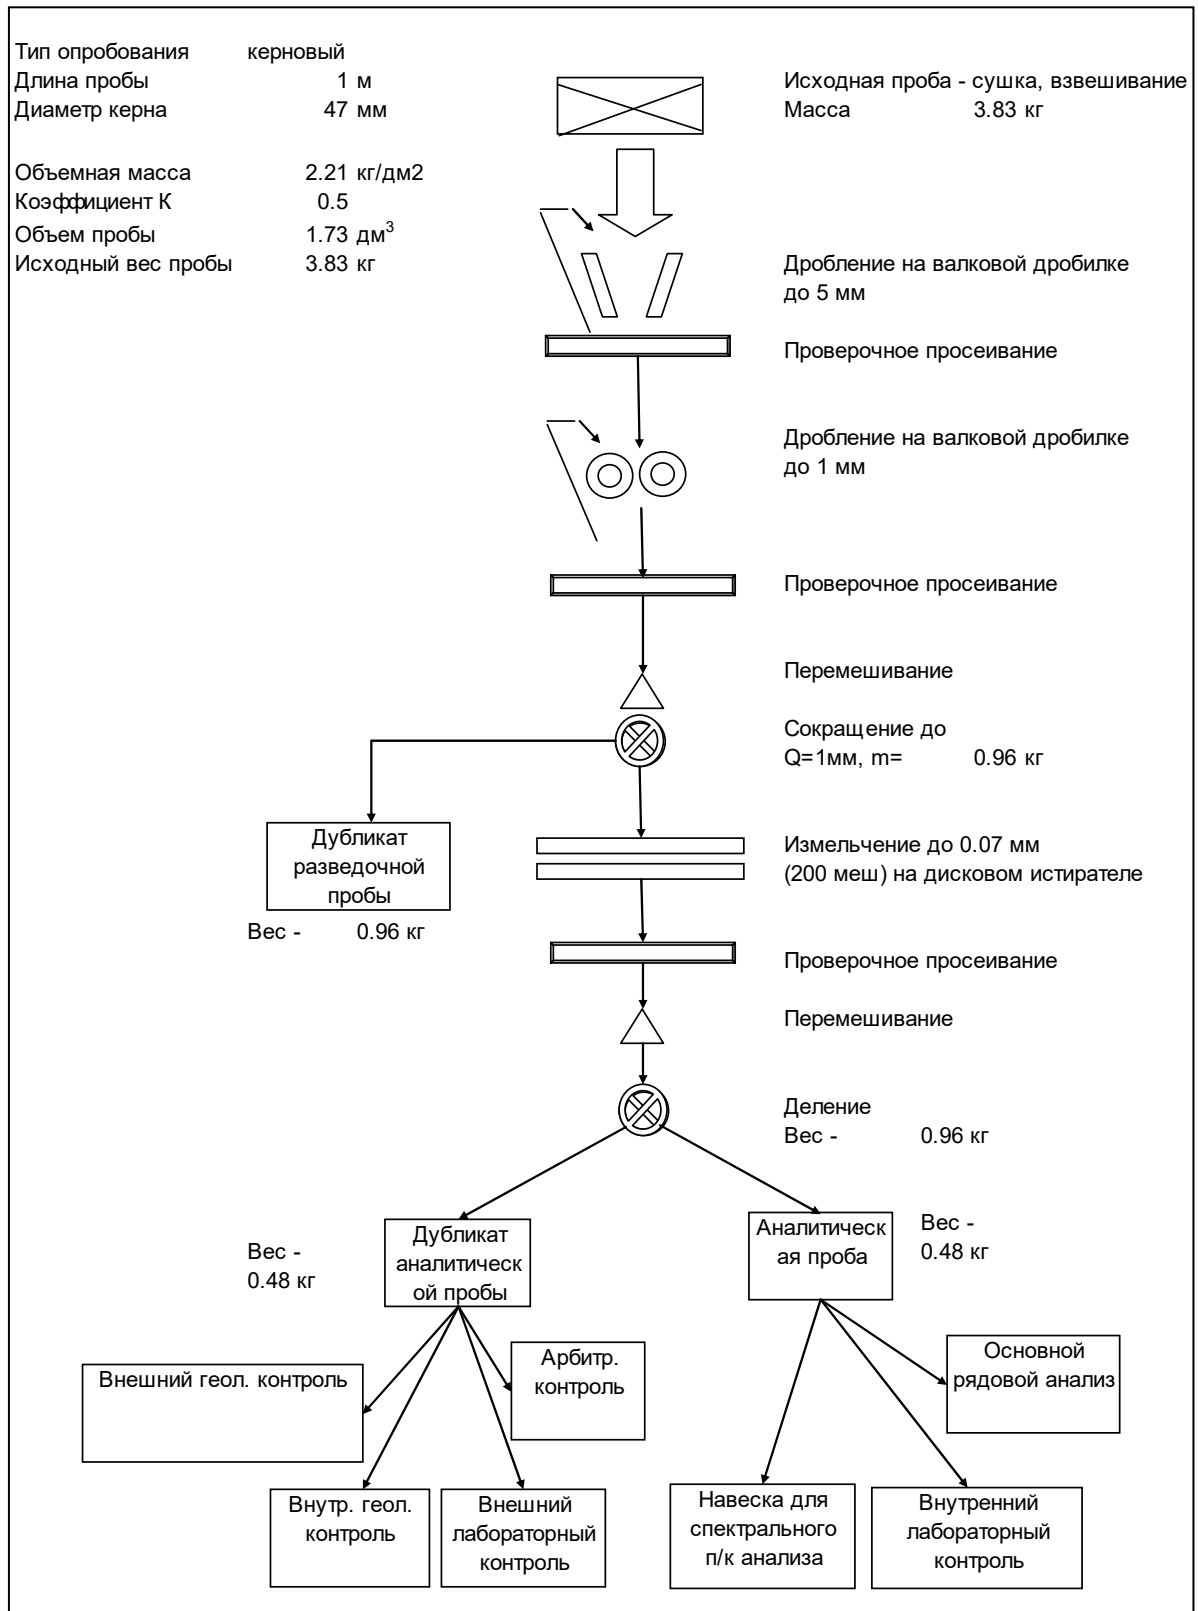 Тип опробования керновый
Длина пробы 1 м
Диаметр керна 47 мм
Объемная масса 2.21 кг/дм2
Коэффициент К 0.5
Объем пробы 1.73 дм³
Исходный вес пробы 3.83 кг
Исходная проба - сушка, взвешивание
Масса 3.83 кг
Дробление на валковой дробилке
до 5 мм
Проверочное просеивание
Дробление на валковой дробилке
до 1 мм
Проверочное просеивание
Перемешивание
Сокращение до
Q=1мм, m= 0.96 кг
Дубликат
разведочной
пробы
Вес - 0.96 кг
Измельчение до 0.07 мм
(200 меш) на дисковом истирателе
Проверочное просеивание
Перемешивание
Деление
Вес - 0.96 кг
Вес -
0.48 кг
Дубликат
аналитическ
ой пробы
Аналитическ
ая проба
Вес -
0.48 кг
Внешний геол. контроль
Арбитр.
контроль
Основной
рядовой анализ
Внутр. геол.
контроль
Внешний
лабораторный
контроль
Навеска для
спектрального
п/к анализа
Внутренний
лабораторный
контроль